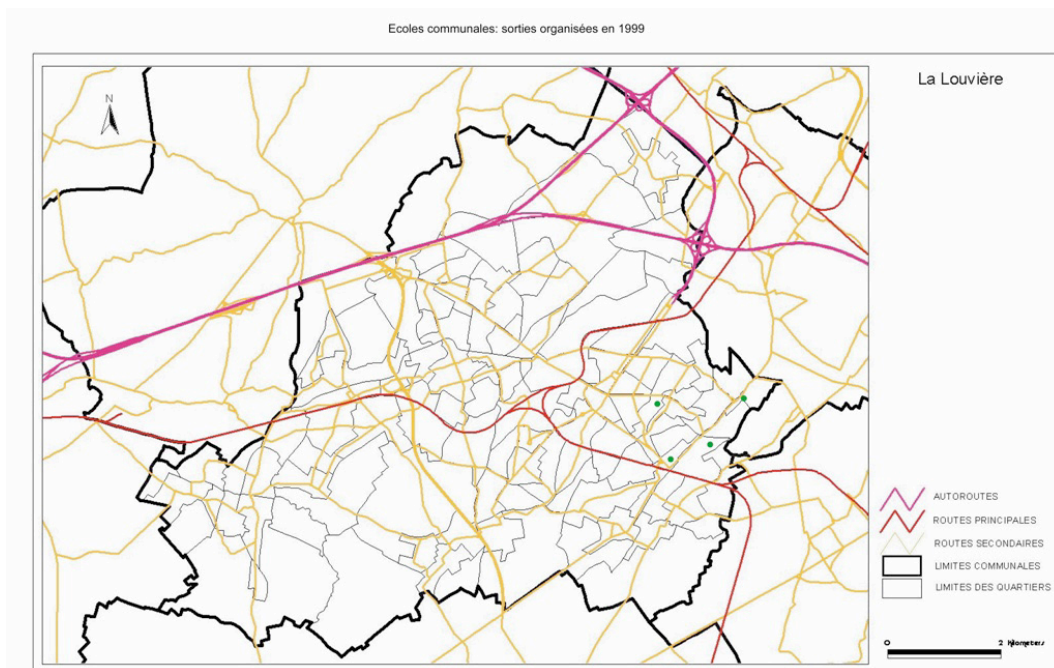 Ecoles communales: sorties organisées en 1999
La Louvière
N
AUTOROUTES
ROUTES PRINCIPALES
ROUTES SECONDAIRES
LIMITES COMMUNALES
LIMITES DES QUARTIERS
0 2 Kilometers